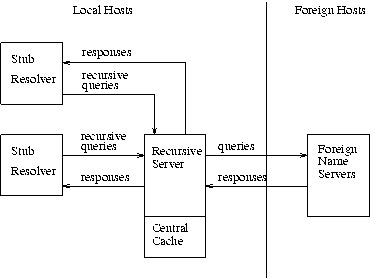 Local Hosts
Foreign Hosts
Stub
Resolver
responses
recursive
queries
Stub
Resolver
recursive
queries
responses
Recursive
Server
Central
Cache
queries
responses
Foreign
Name
Servers